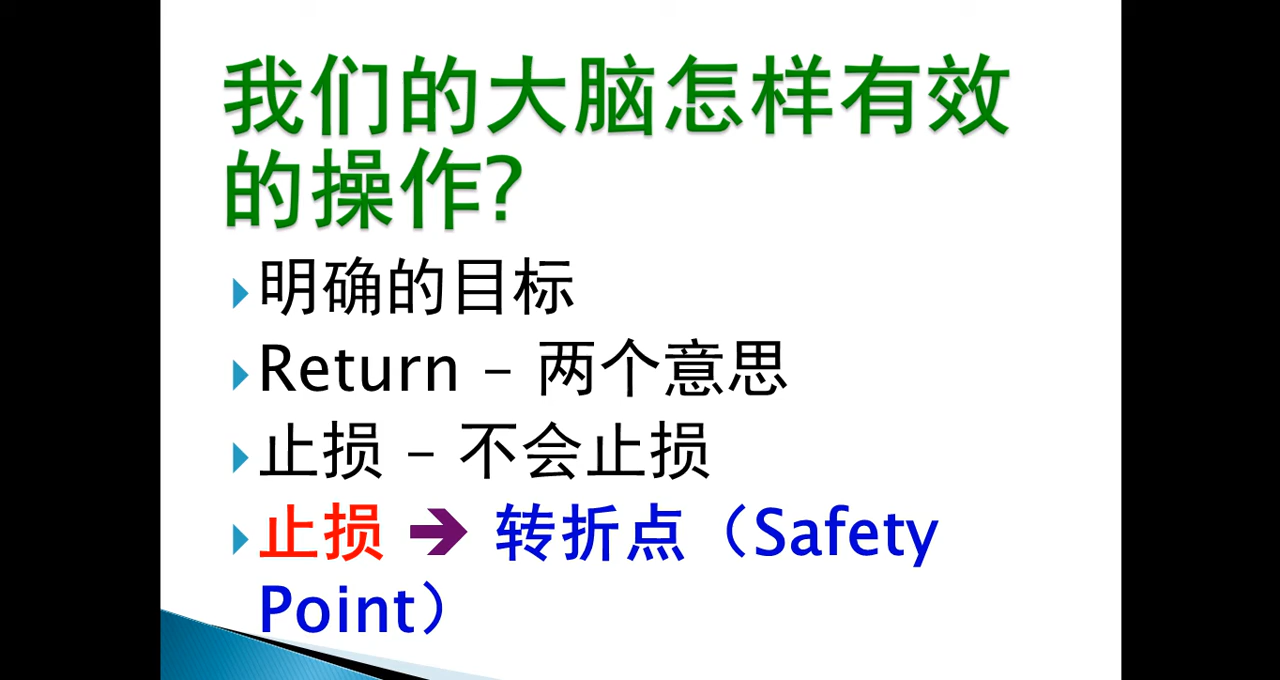 我们的大脑怎样有效
的操作?
明确的目标
Return – 两个意思
止损 – 不会止损
止损 ➔ 转折点（Safety
Point）